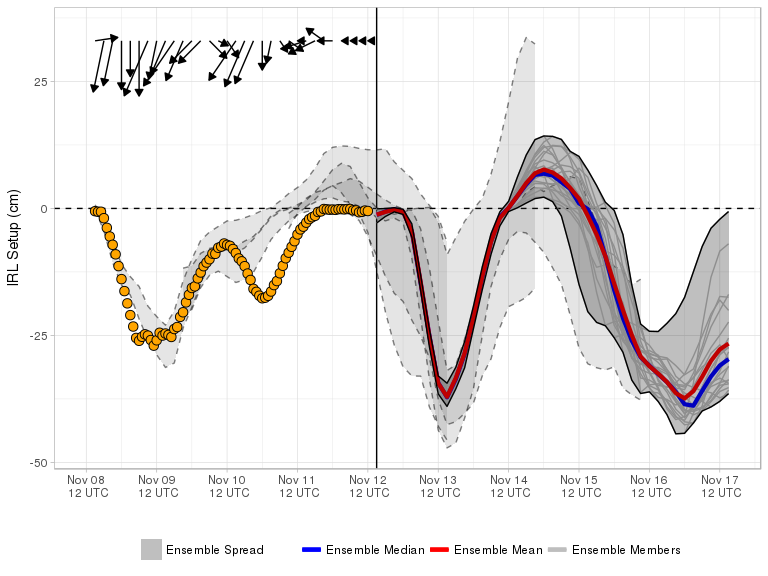 IRL Setup (cm)
25
0
-25
-50
Nov 08 Nov 09 Nov 10 Nov 11 Nov 12 Nov 13 Nov 14 Nov 15 Nov 16 Nov 17
12 UTC 12 UTC 12 UTC 12 UTC 12 UTC 12 UTC 12 UTC 12 UTC 12 UTC 12 UTC
Ensemble Spread Ensemble Median Ensemble Mean Ensemble Members